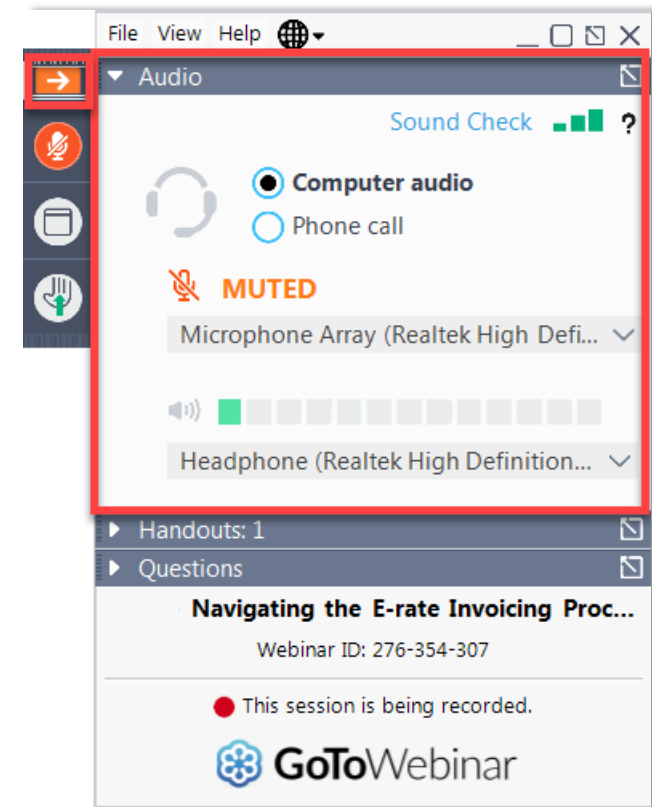 File View Help
Audio
Sound Check ?
Computer audio
Phone call
MUTED
Microphone Array (Realtek High Defi...
Headphone (Realtek High Definition...
Handouts: 1
Questions
Navigating the E-rate Invoicing Proc...
Webinar ID: 276-354-307
This session is being recorded.
GoToWebinar